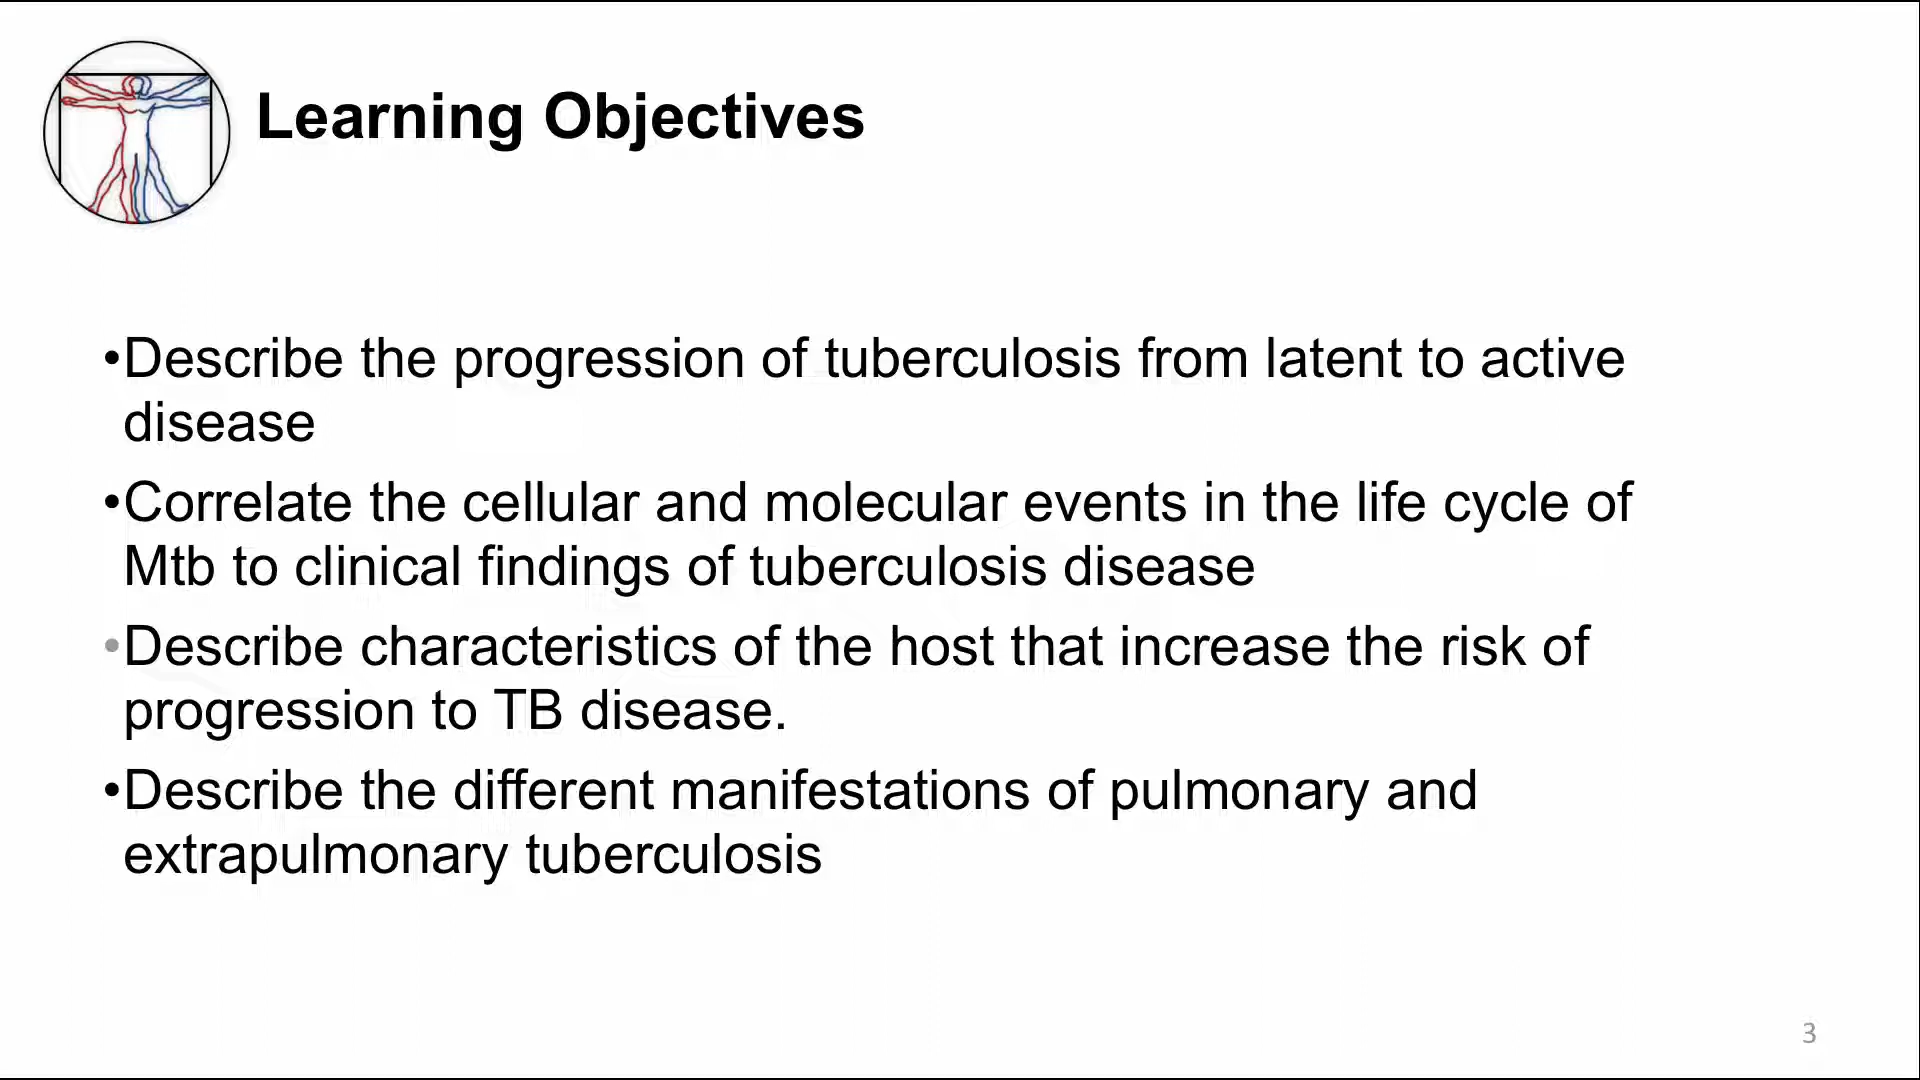 Learning Objectives
•Describe the progression of tuberculosis from latent to active
disease
•Correlate the cellular and molecular events in the life cycle of
Mtb to clinical findings of tuberculosis disease
•Describe characteristics of the host that increase the risk of
progression to TB disease.
•Describe the different manifestations of pulmonary and
extrapulmonary tuberculosis
3